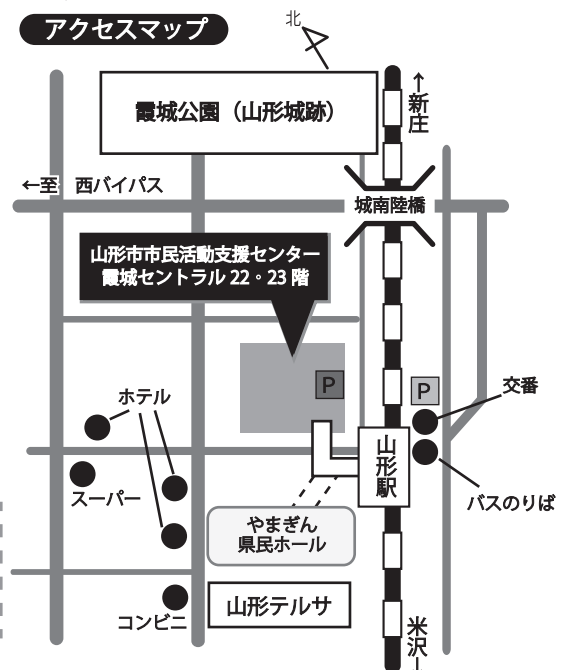 アクセスマップ
北
霞城公園（山形城跡）
↑新庄
←至　西バイパス
城南陸橋
山形市市民活動支援センター
霞城セントラル 22・23 階
P
P
交番
ホテル
山形駅
スーパー
バスのりば
やまぎん
県民ホール
山形テルサ
コンビニ
米沢